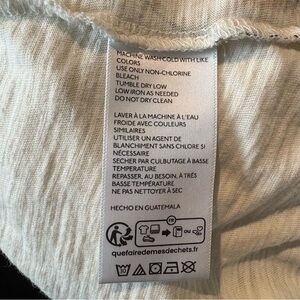 MACHINE WASH COLD WITH LIKE
COLORS
USE ONLY NON-CHLORINE
BLEACH
TUMBLE DRY LOW
LOW IRON AS NEEDED
DO NOT DRY CLEAN
LAVER À LA MACHINE À L'EAU
FROIDE AVEC COULEURS
SIMILAIRES
UTILISER UN AGENT DE
BLANCHIMENT SANS CHLORE SI
NÉCESSAIRE
SECHER PAR CULBUTAGE À BASSE
TEMPERATURE
REPASSER, AU BESOIN, À TRÈS
BASSE TEMPÉRATURE
NE PAS NETTOYER À SEC
HECHO EN GUATEMALA
FR
quefairedemesdechets.fr